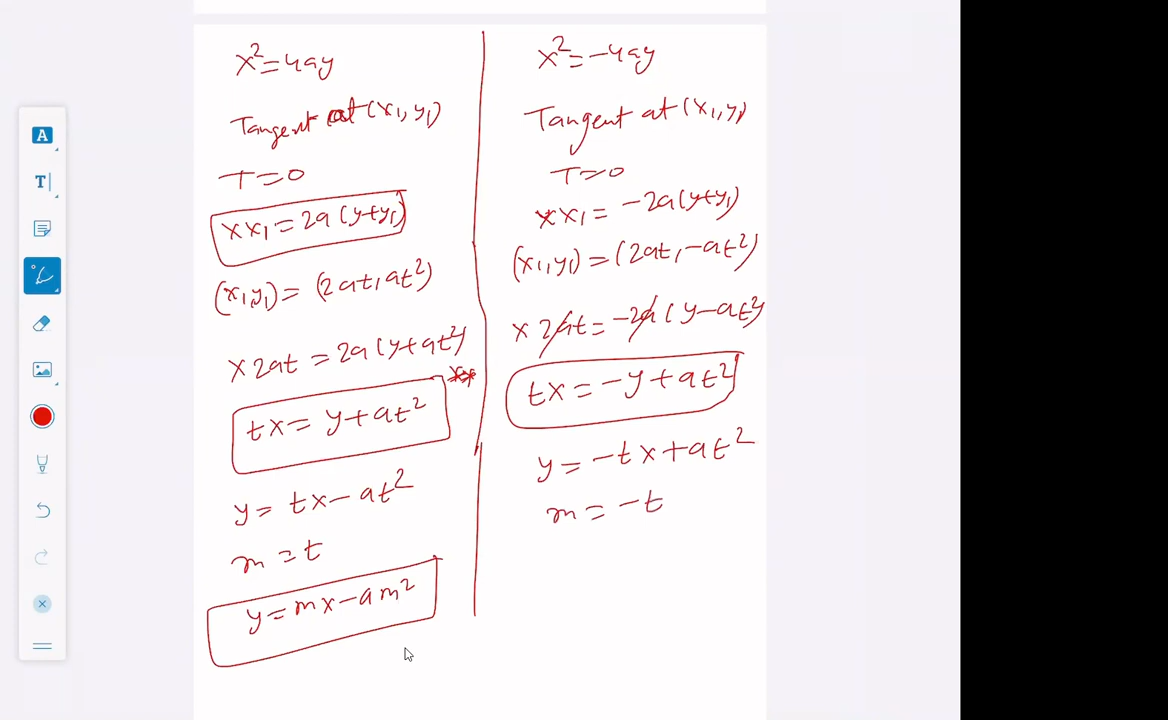 x² = 4ay
Tangent at (x₁, y₁)
T = 0
xx₁ = 2a(y+y₁)
(x₁,y₁) = (2at, at²)
x 2at = 2a(y+at²)
tx = y+at²
y = tx - at²
m = t
y = mx - am²
x² = -4ay
Tangent at (x₁, y₁)
T = 0
xx₁ = -2a(y+y₁)
(x₁,y₁) = (2at, -at²)
x 2at = -2a(y-at²)
tx = -y+at²
y = -tx+at²
m = -t
A
T